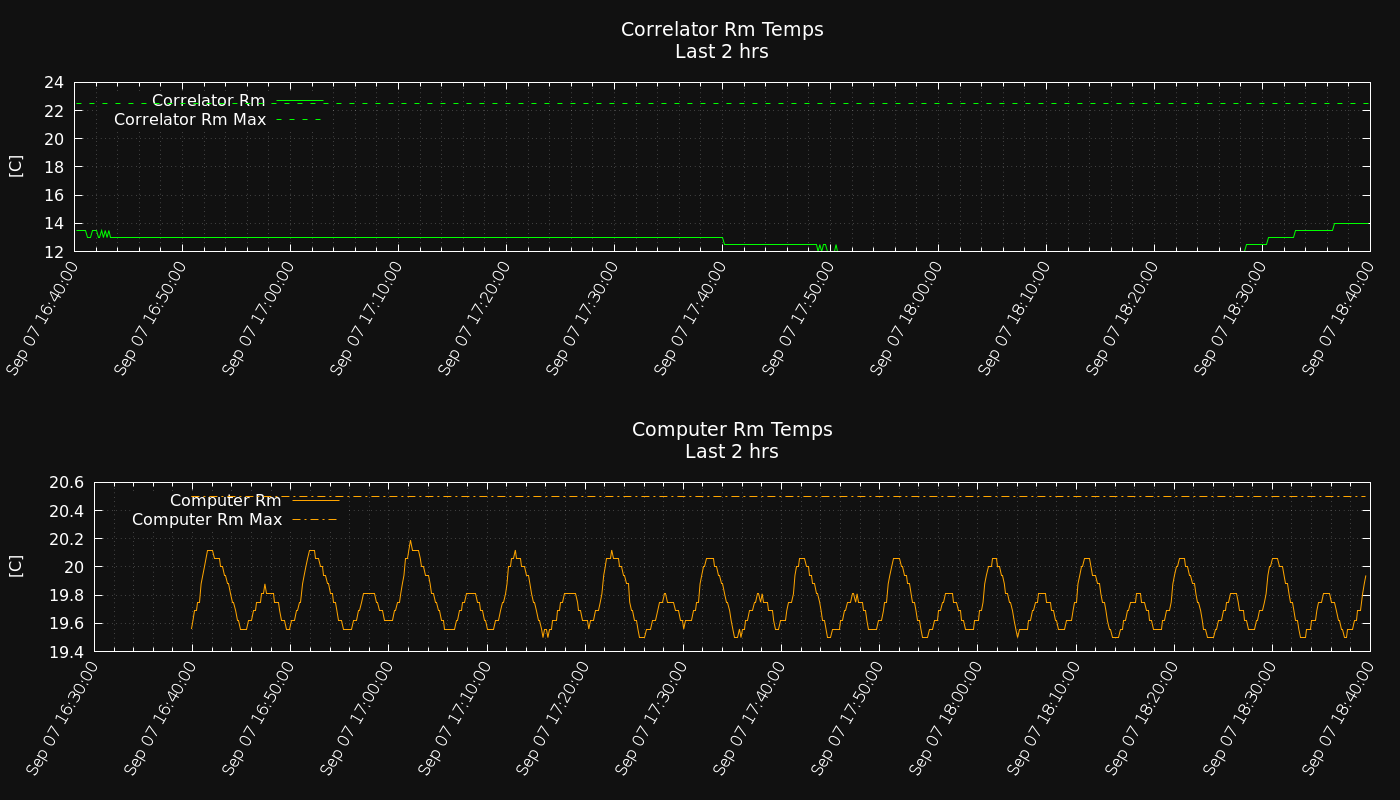 Correlator Rm Temps
Last 2 hrs
24
22
20
18
16
14
12
[C]
Correlator Rm
Correlator Rm Max
Sep 07 16:40:00
Sep 07 16:50:00
Sep 07 17:00:00
Sep 07 17:10:00
Sep 07 17:20:00
Sep 07 17:30:00
Sep 07 17:40:00
Sep 07 17:50:00
Sep 07 18:00:00
Sep 07 18:10:00
Sep 07 18:20:00
Sep 07 18:30:00
Sep 07 18:40:00
Computer Rm Temps
Last 2 hrs
20.6
20.4
20.2
20
19.8
19.6
19.4
[C]
Computer Rm
Computer Rm Max
Sep 07 16:30:00
Sep 07 16:40:00
Sep 07 16:50:00
Sep 07 17:00:00
Sep 07 17:10:00
Sep 07 17:20:00
Sep 07 17:30:00
Sep 07 17:40:00
Sep 07 17:50:00
Sep 07 18:00:00
Sep 07 18:10:00
Sep 07 18:20:00
Sep 07 18:30:00
Sep 07 18:40:00